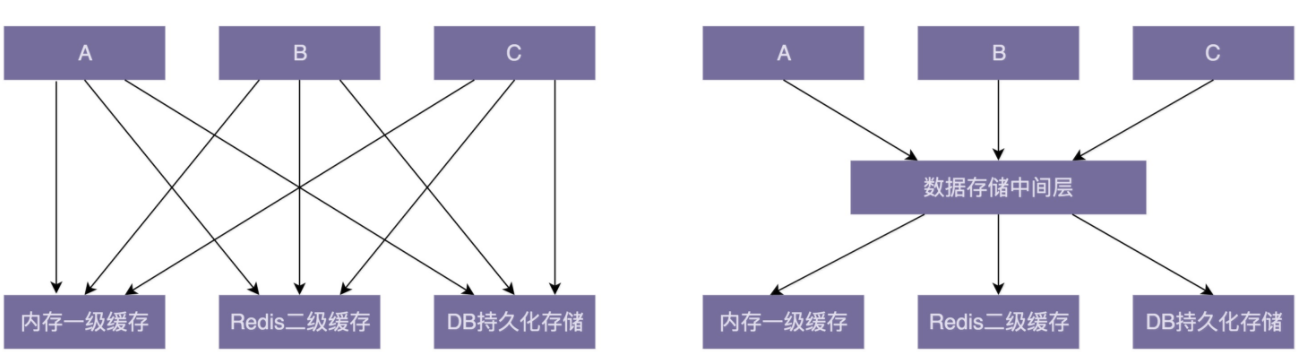 A
B
C
内存一级缓存
Redis二级缓存
DB持久化存储
A
B
C
数据存储中间层
内存一级缓存
Redis二级缓存
DB持久化存储